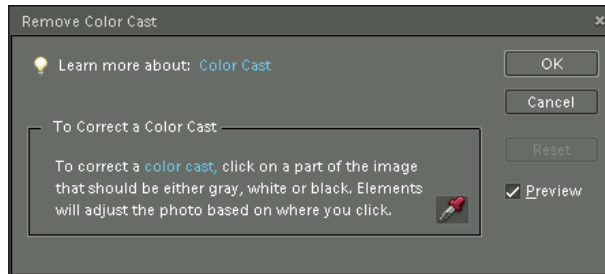 Remove Color Cast
Learn more about: Color Cast
OK
Cancel
To Correct a Color Cast
Reset
To correct a color cast, click on a part of the image
that should be either gray, white or black. Elements
will adjust the photo based on where you click.
Preview